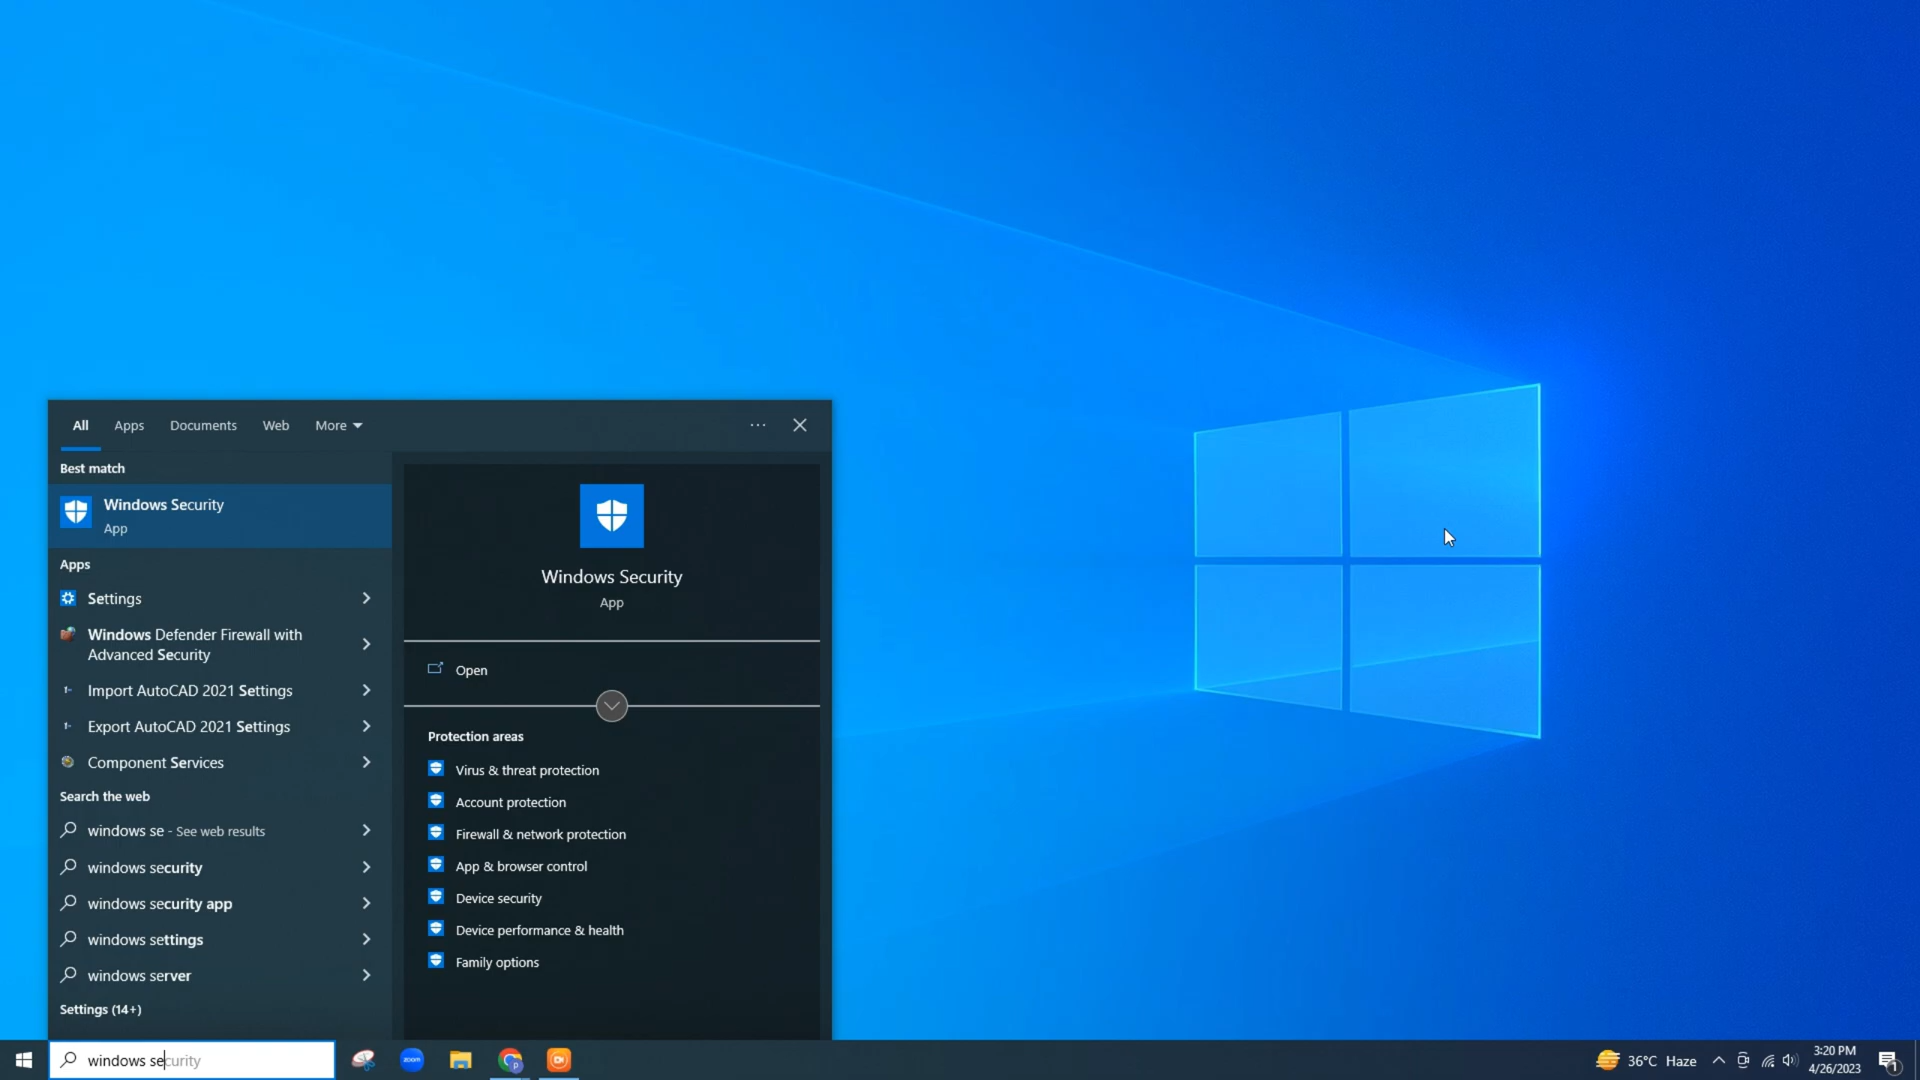 All Apps Documents Web More
Best match
Windows Security
App
Apps
Settings
Windows Defender Firewall with
Advanced Security
Import AutoCAD 2021 Settings
Export AutoCAD 2021 Settings
Component Services
Search the web
windows se - See web results
windows security
windows security app
windows settings
windows server
Settings (14+)
Windows Security
App
Open
Protection areas
Virus & threat protection
Account protection
Firewall & network protection
App & browser control
Device security
Device performance & health
Family options
windows security
zoom
36°C Haze
3:20 PM
4/26/2023
1